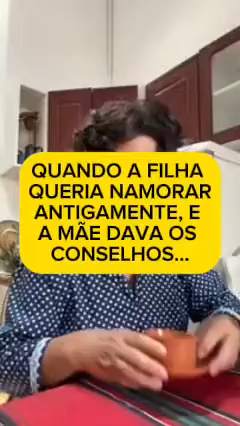 QUANDO A FILHA
QUERIA NAMORAR
ANTIGAMENTE, E
A MÃE DAVA OS
CONSELHOS...